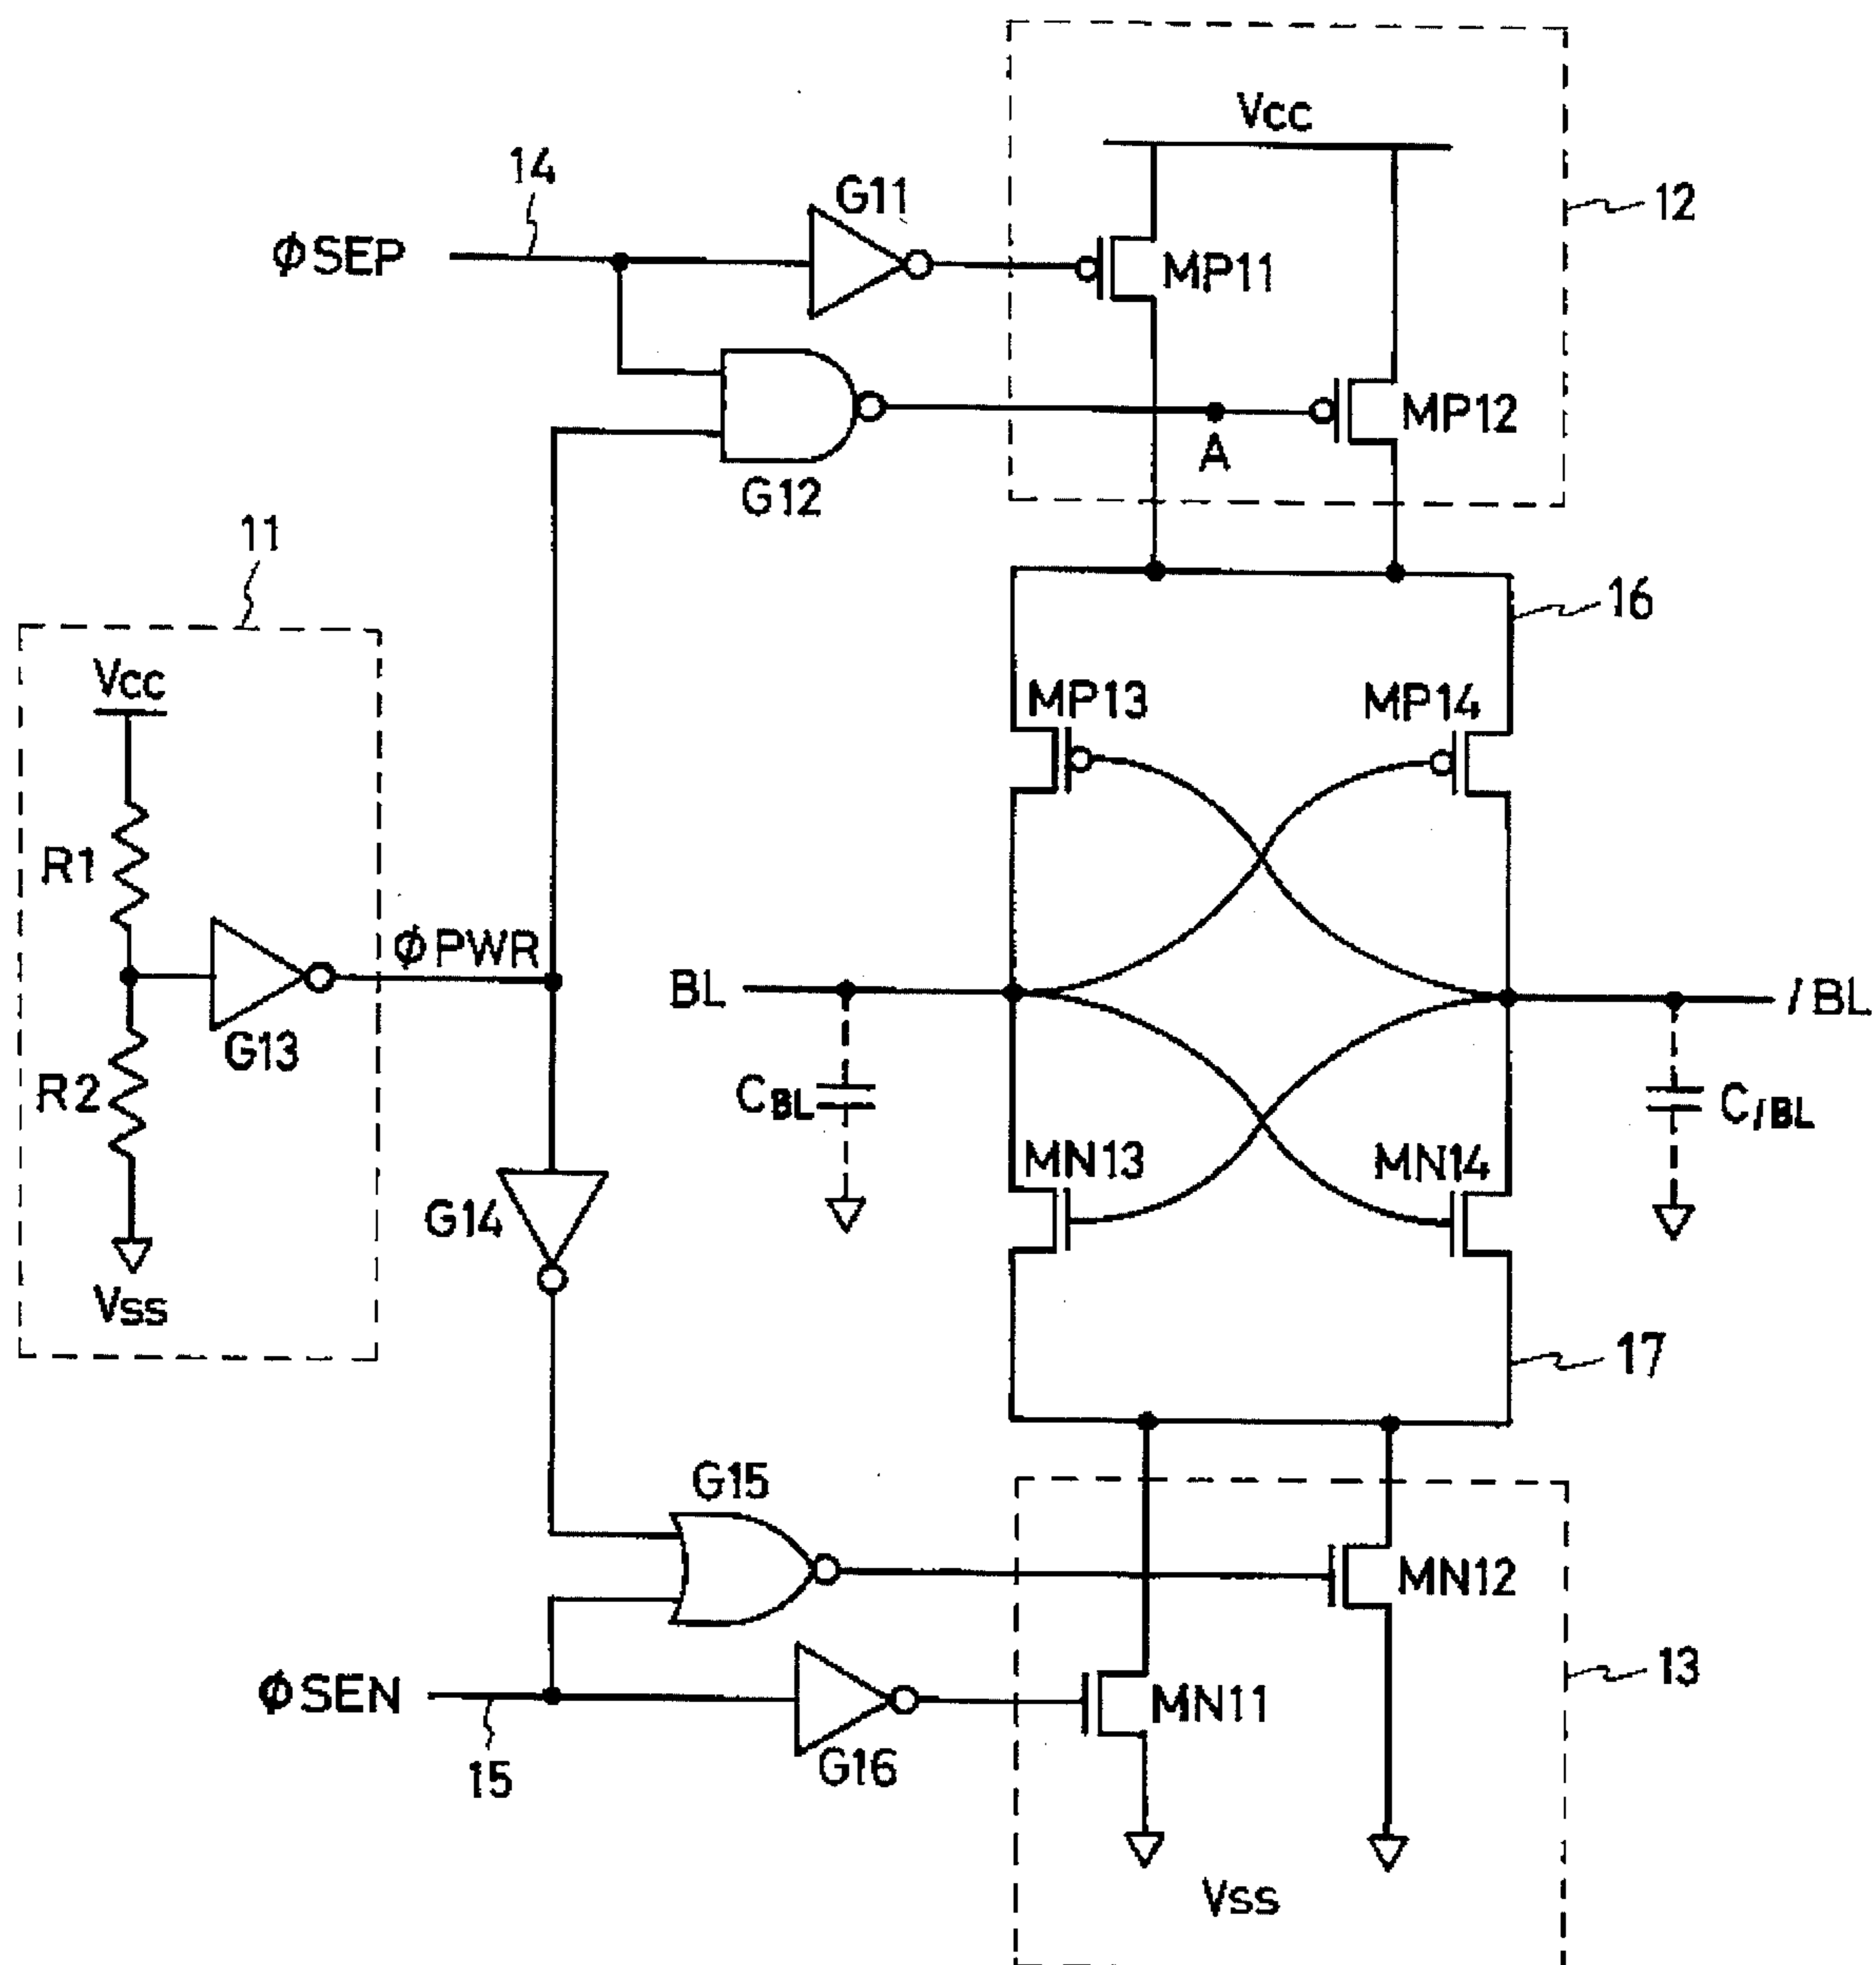 Vcc
12
14
G11
ϕSEP
MP11
MP12
A
G12
11
16
Vcc
MP13
MP14
R1
ϕPWR
BL
/BL
G13
R2
CBL
C/BL
MN13
MN14
G14
Vss
17
G15
MN12
ϕSEN
MN11
13
15
G16
Vss